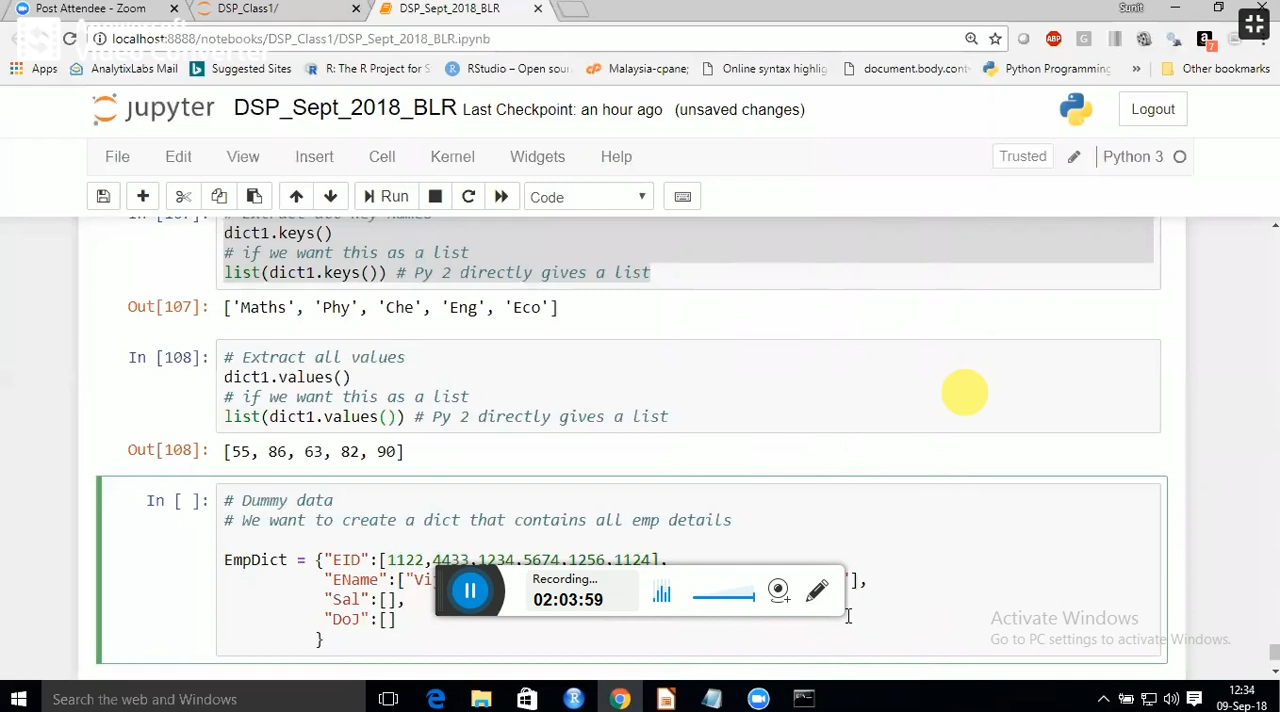 Post Attendee - Zoom
DSP_Class1/
DSP_Sept_2018_BLR
Sunit
localhost:8888/notebooks/DSP_Class1/DSP_Sept_2018_BLR.ipynb
ABP
G
7
Apps
AnalytixLabs Mail
Suggested Sites
R: The R Project for S
RStudio – Open sour
Malaysia-cpane;
Online syntax highlig
document.body.cont
Python Programming
»
Other bookmarks
jupyter
DSP_Sept_2018_BLR
Last Checkpoint: an hour ago
(unsaved changes)
Logout
File
Edit
View
Insert
Cell
Kernel
Widgets
Help
Trusted
Python 3
Run
Code
dict1.keys()
# if we want this as a list
list(dict1.keys()) # Py 2 directly gives a list
Out[107]: ['Maths', 'Phy', 'Che', 'Eng', 'Eco']
In [108]: # Extract all values
dict1.values()
# if we want this as a list
list(dict1.values()) # Py 2 directly gives a list
Out[108]: [55, 86, 63, 82, 90]
In [ ]: # Dummy data
# We want to create a dict that contains all emp details
EmpDict = {"EID":[1122,4433,1234,5674,1256,1124],
"EName":["Vi
"],
"Sal":[],
"DoJ":[]
}
Recording...
02:03:59
Activate Windows
Go to PC settings to activate Windows.
Search the web and Windows
12:34
09-Sep-18